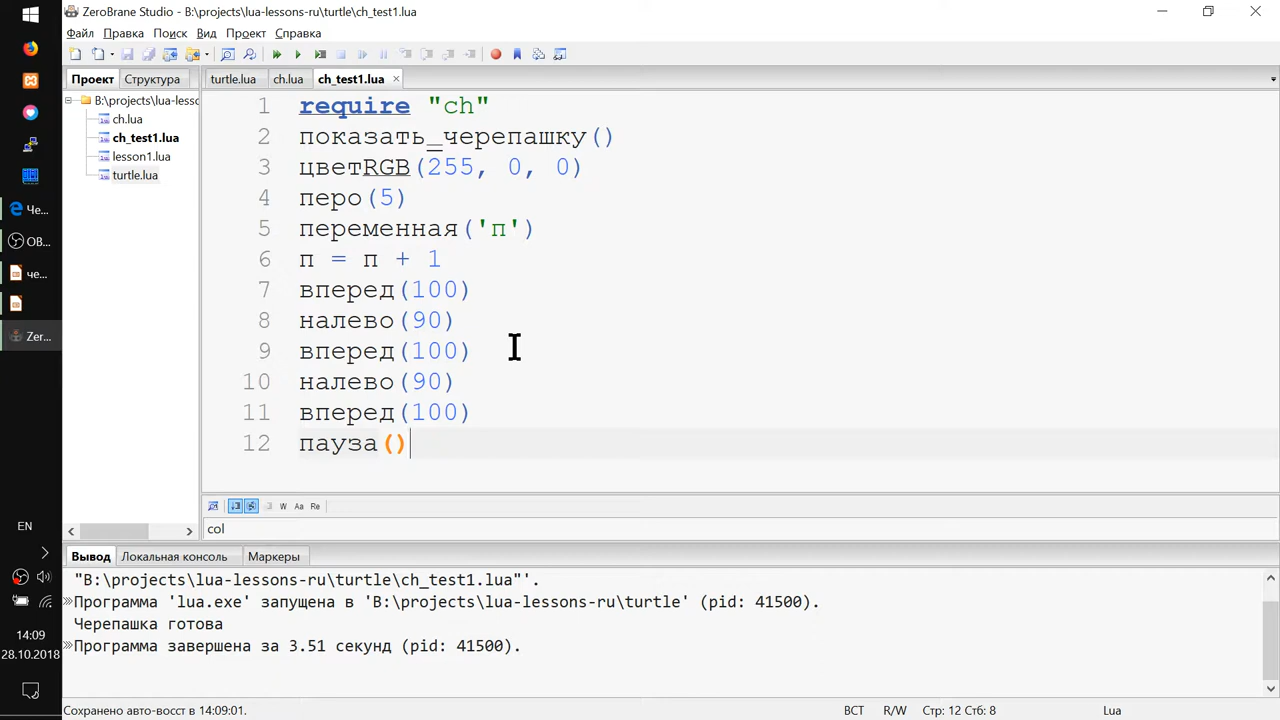 ZeroBrane Studio - B:\projects\lua-lessons-ru\turtle\ch_test1.lua
Файл Правка Поиск Вид Проект Справка
Проект Структура
turtle.lua ch.lua ch_test1.lua
B:\projects\lua-lesso
ch.lua
ch_test1.lua
lesson1.lua
turtle.lua
1 require "ch"
2 показать_черепашку()
3 цветRGB(255, 0, 0)
4 перо(5)
5 переменная('п')
6 п = п + 1
7 вперед(100)
8 налево(90)
9 вперед(100)
10 налево(90)
11 вперед(100)
12 пауза()
W Aa Re
col
Вывод Локальная консоль Маркеры
"B:\projects\lua-lessons-ru\turtle\ch_test1.lua"'.
Программа 'lua.exe' запущена в 'B:\projects\lua-lessons-ru\turtle' (pid: 41500).
Черепашка готова
Программа завершена за 3.51 секунд (pid: 41500).
Сохранено авто-восст в 14:09:01.
ВСТ R/W Стр: 12 Стб: 8 Lua
Че...
OB...
че...
Zer...
EN
14:09
28.10.2018